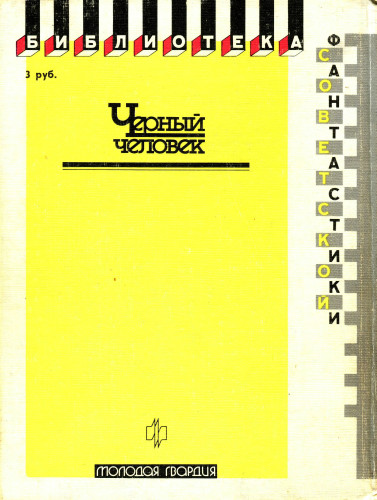 БИБЛИОТЕКА
СОВЕТСКОЙ
ФАНТАСТИКИ
3 руб.
Черный
человек
МОЛОДАЯ ГВАРДИЯ